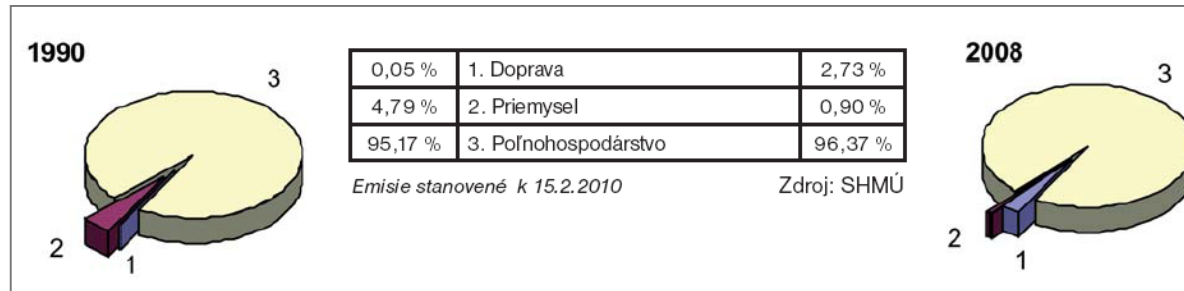 1990
3
2
1
0,05 % 1. Doprava 2,73 %
4,79 % 2. Priemysel 0,90 %
95,17 % 3. Poľnohospodárstvo 96,37 %
Emisie stanovené k 15.2.2010 Zdroj: SHMÚ
2008
3
2
1